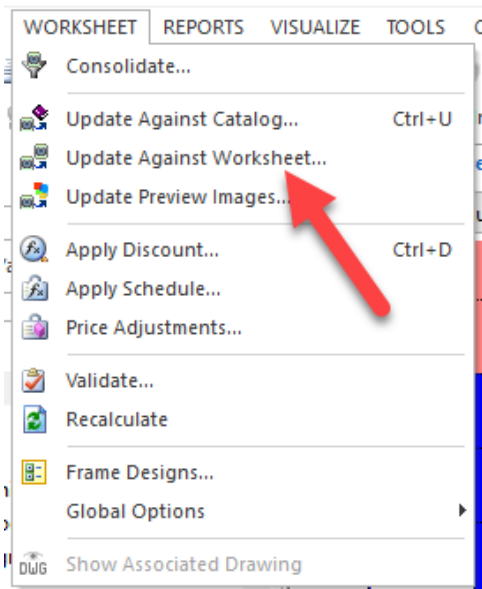 WORKSHEET REPORTS VISUALIZE TOOLS
Consolidate...
Update Against Catalog... Ctrl+U
Update Against Worksheet...
Update Preview Images...
Apply Discount... Ctrl+D
Apply Schedule...
Price Adjustments...
Validate...
Recalculate
Frame Designs...
Global Options
DWG Show Associated Drawing